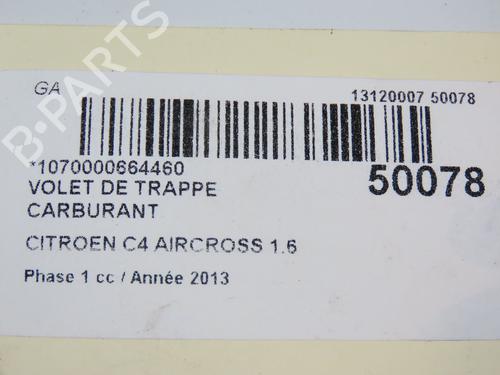 B-PARTS
GA
13120007 50078
*1070000664460
50078
VOLET DE TRAPPE
CARBURANT
CITROEN C4 AIRCROSS 1.6
Phase 1 cc / Année 2013